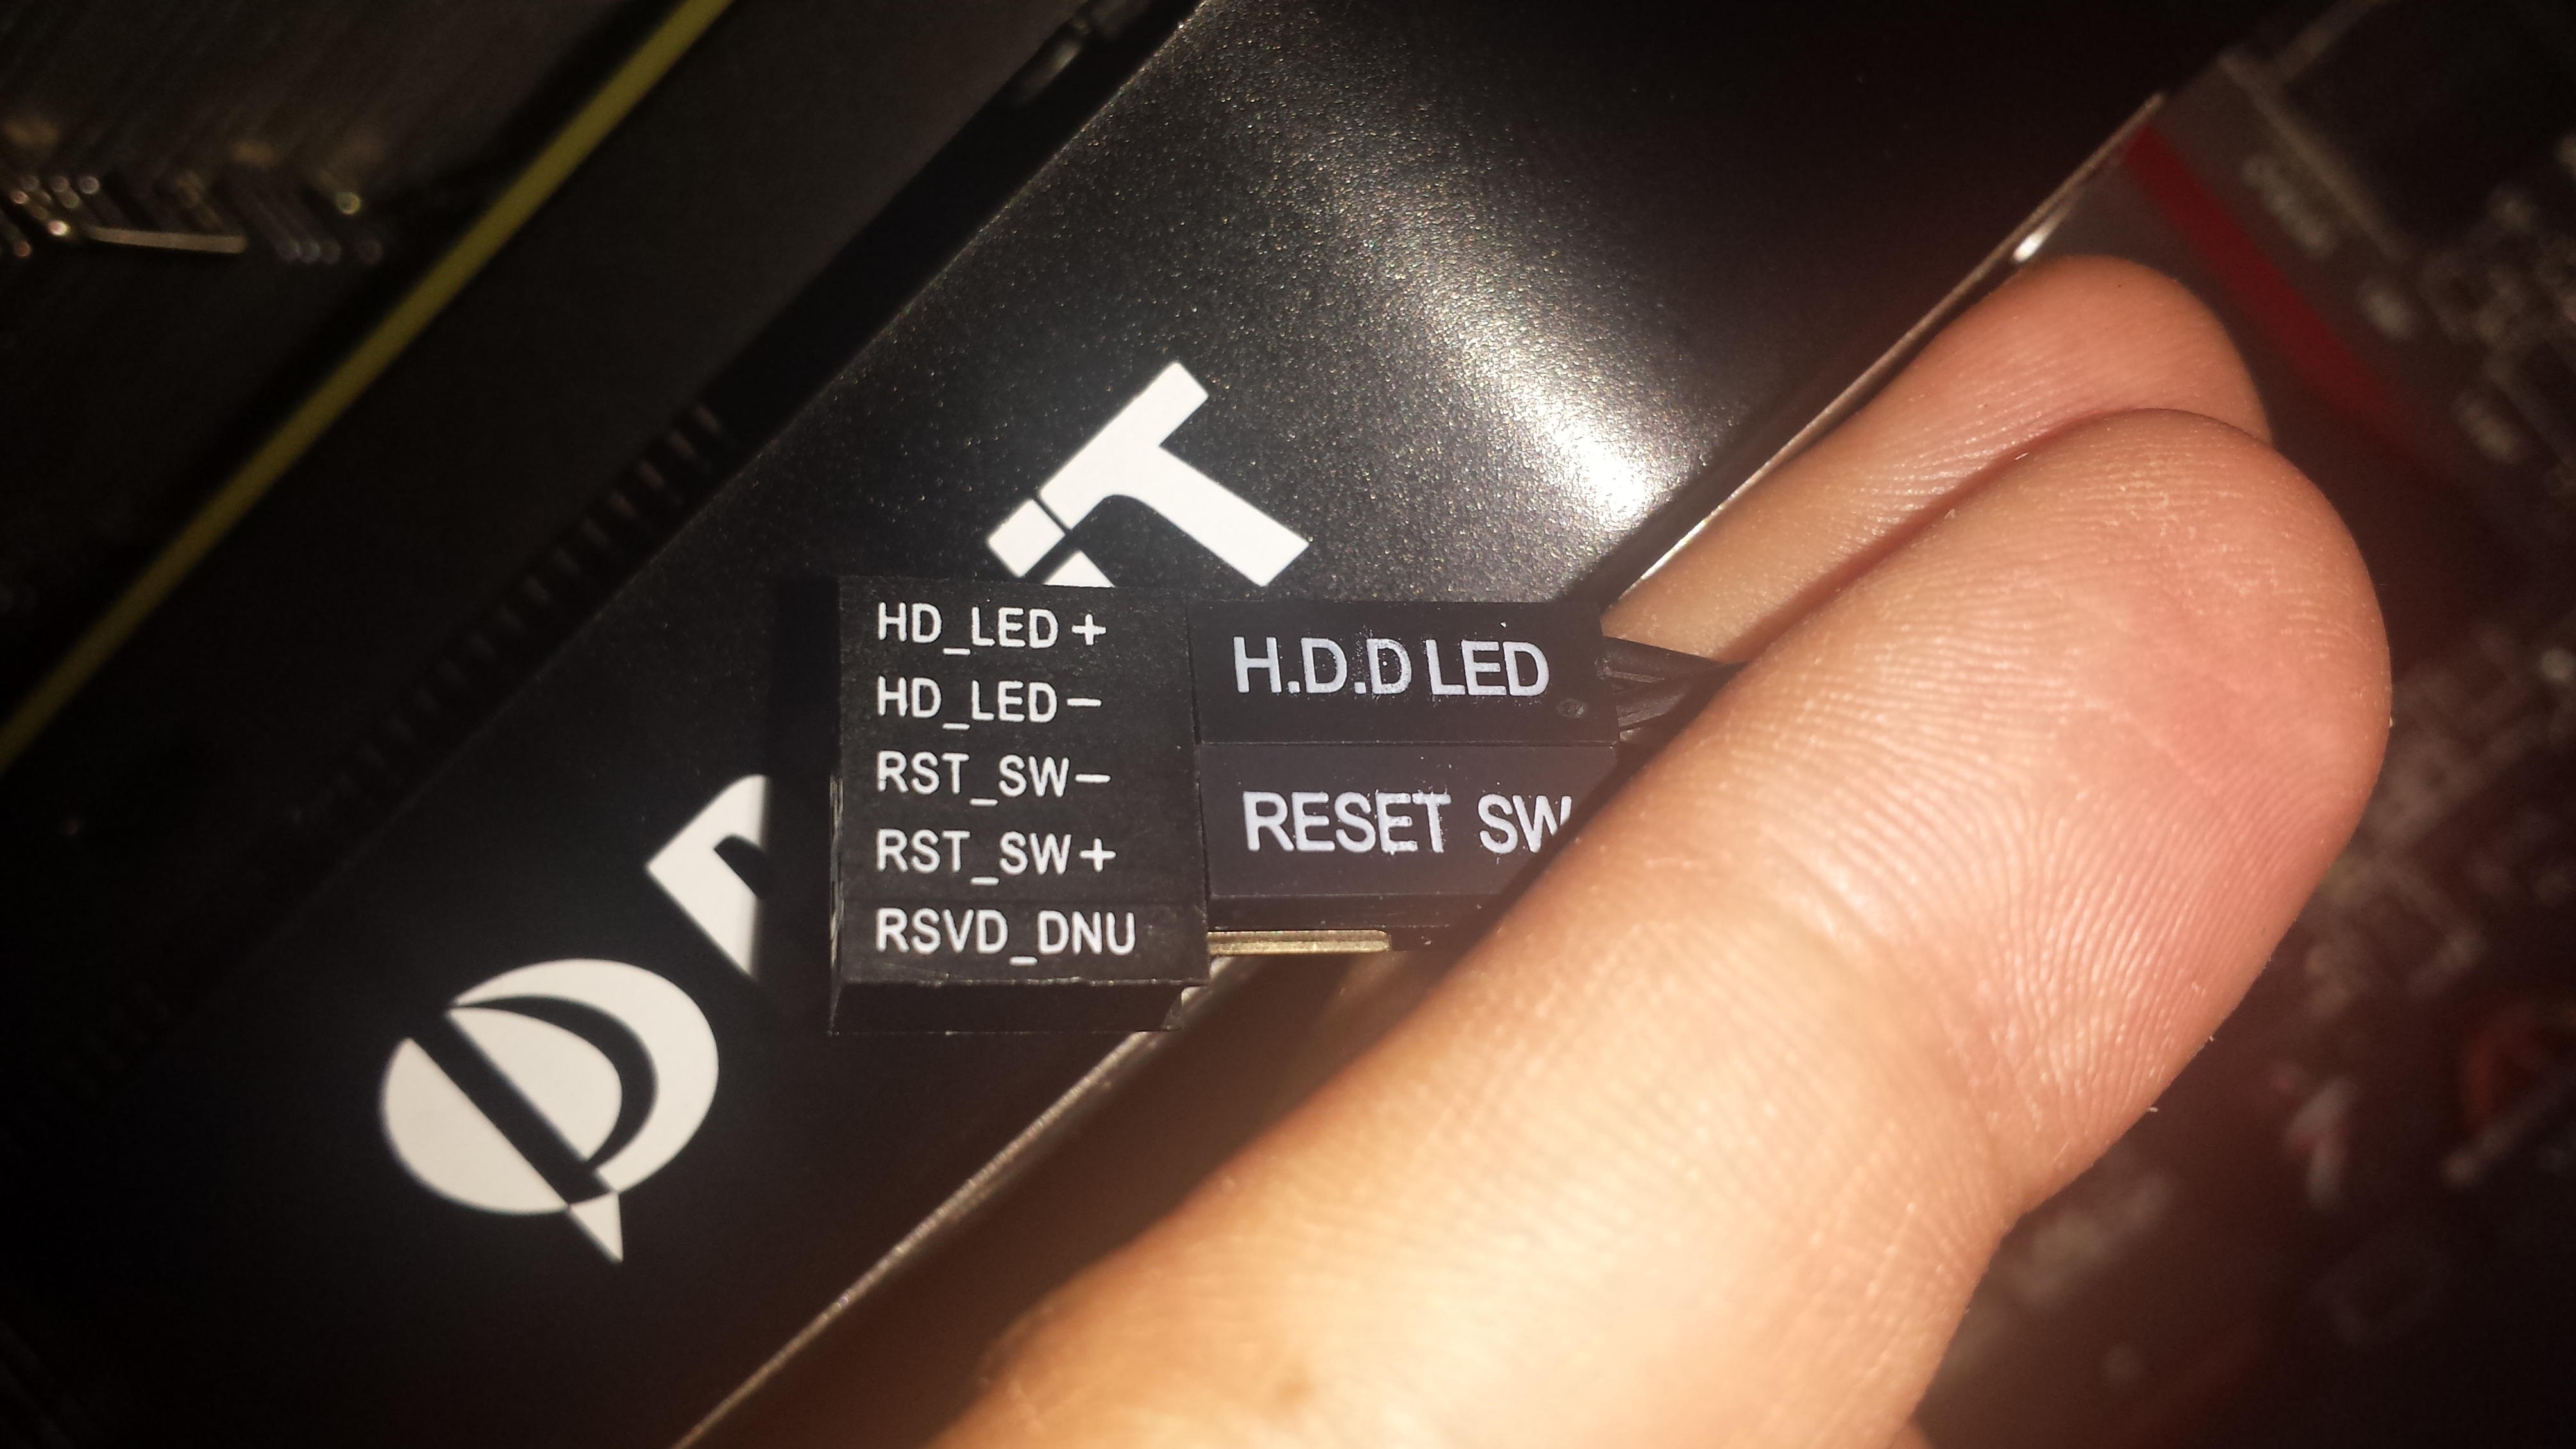 HD_LED+
HD_LED-
RST_SW-
RST_SW+
RSVD_DNU
H.D.D LED
RESET SW